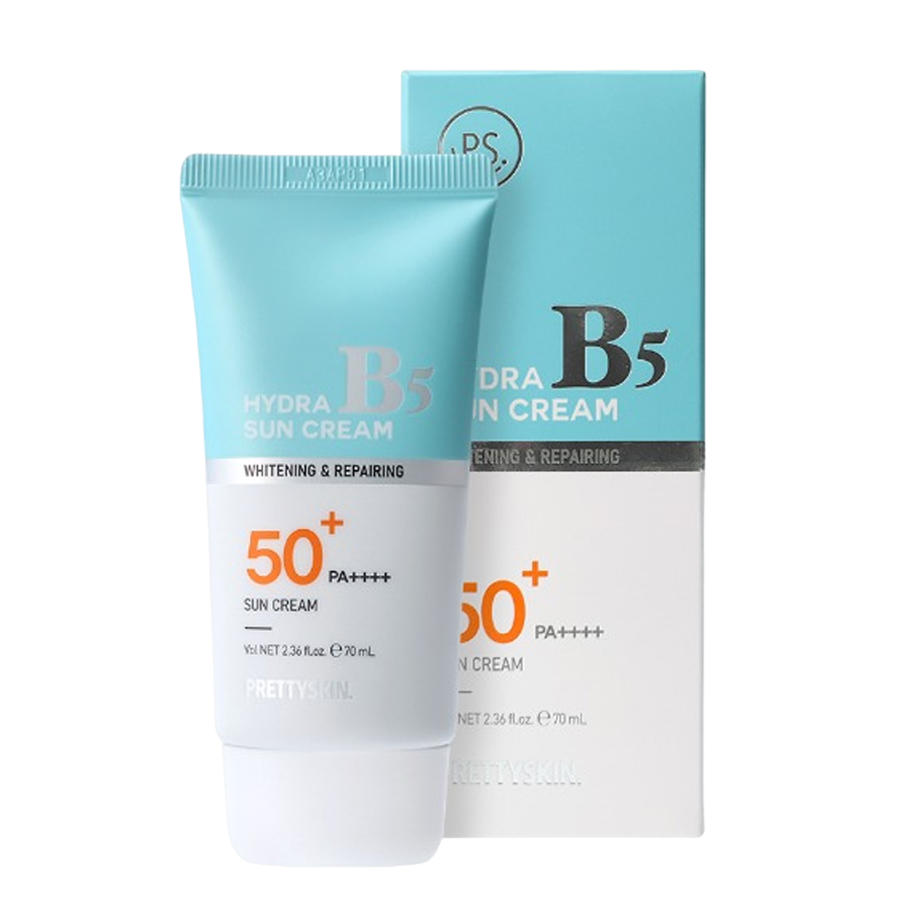 A3AP01
HYDRA B5
SUN CREAM
WHITENING & REPAIRING
50+
PA++++
SUN CREAM
Vol.NET 2.36 fl.oz. ℮70 mL
PRETTYSKIN.
PS.
YDRA B5
UN CREAM
TENING & REPAIRING
50+
PA++++
N CREAM
NET 2.36 fl.oz. ℮70 mL
RETTYSKIN.